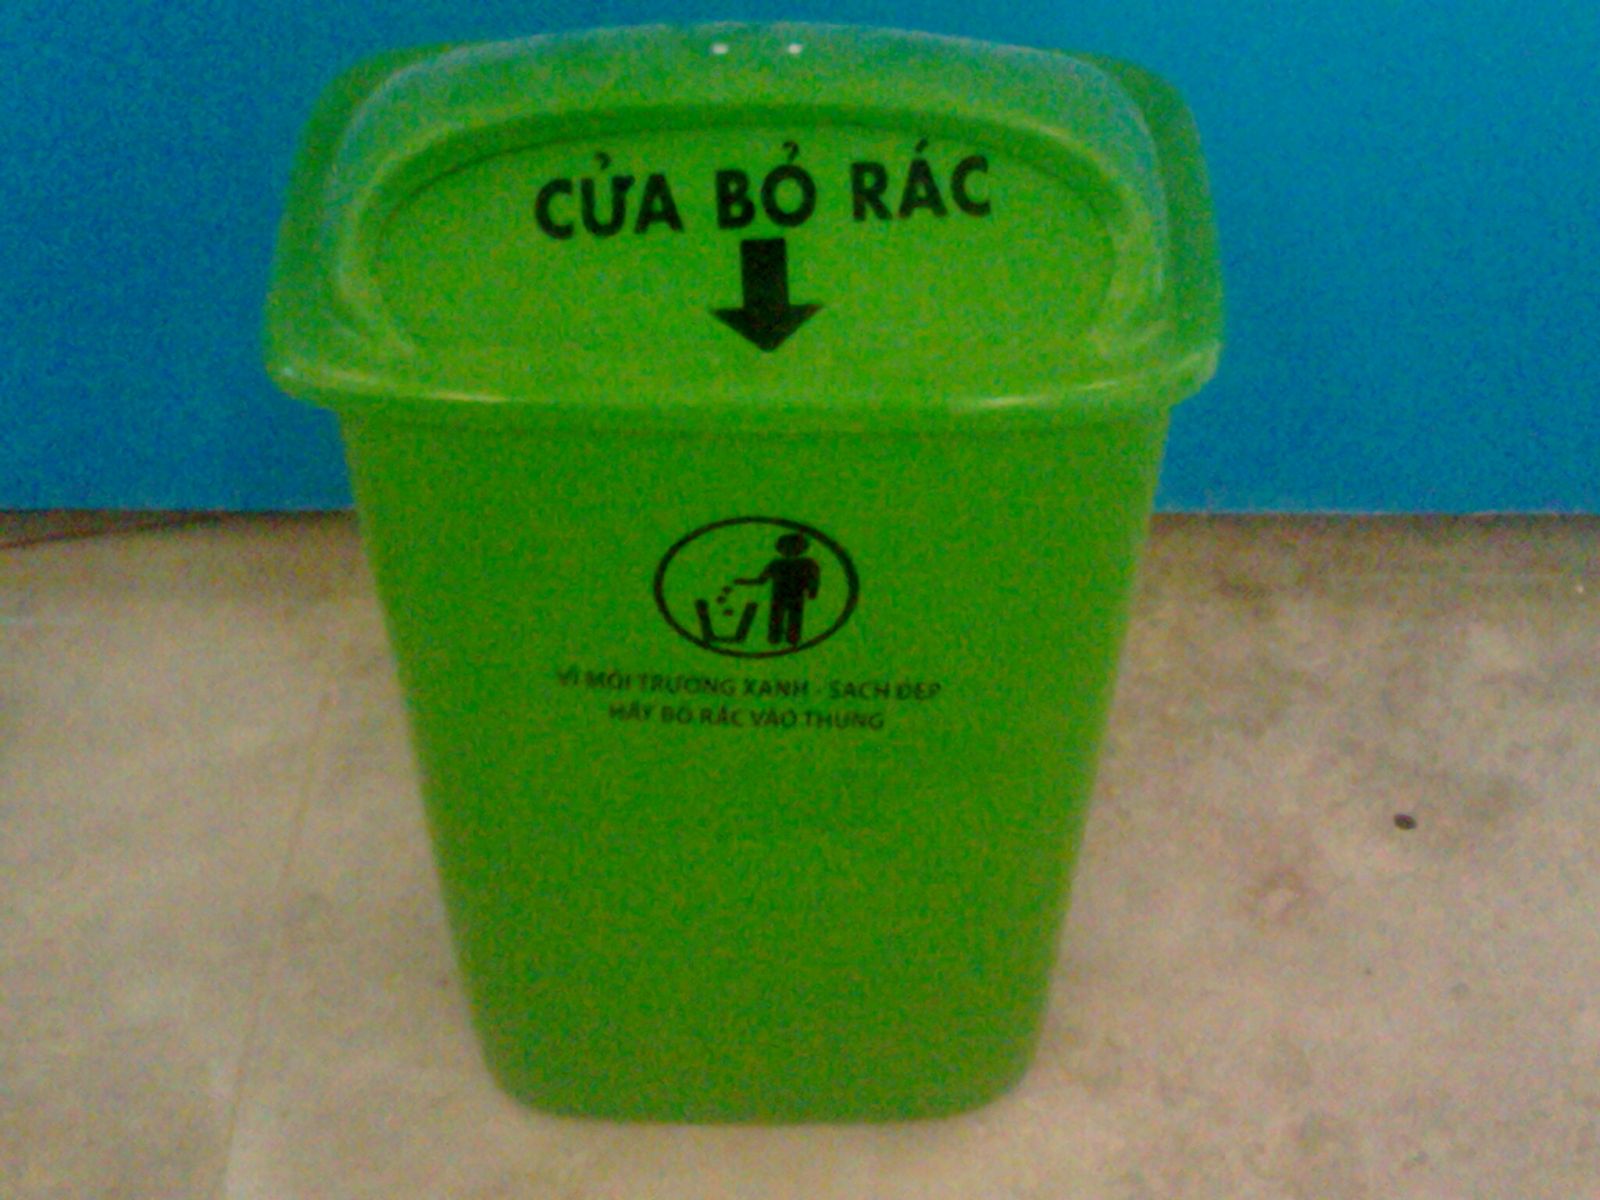 CỬA BỎ RÁC
VÌ MÔI TRƯỜNG XANH - SẠCH ĐẸP
HÃY BỎ RÁC VÀO THÙNG